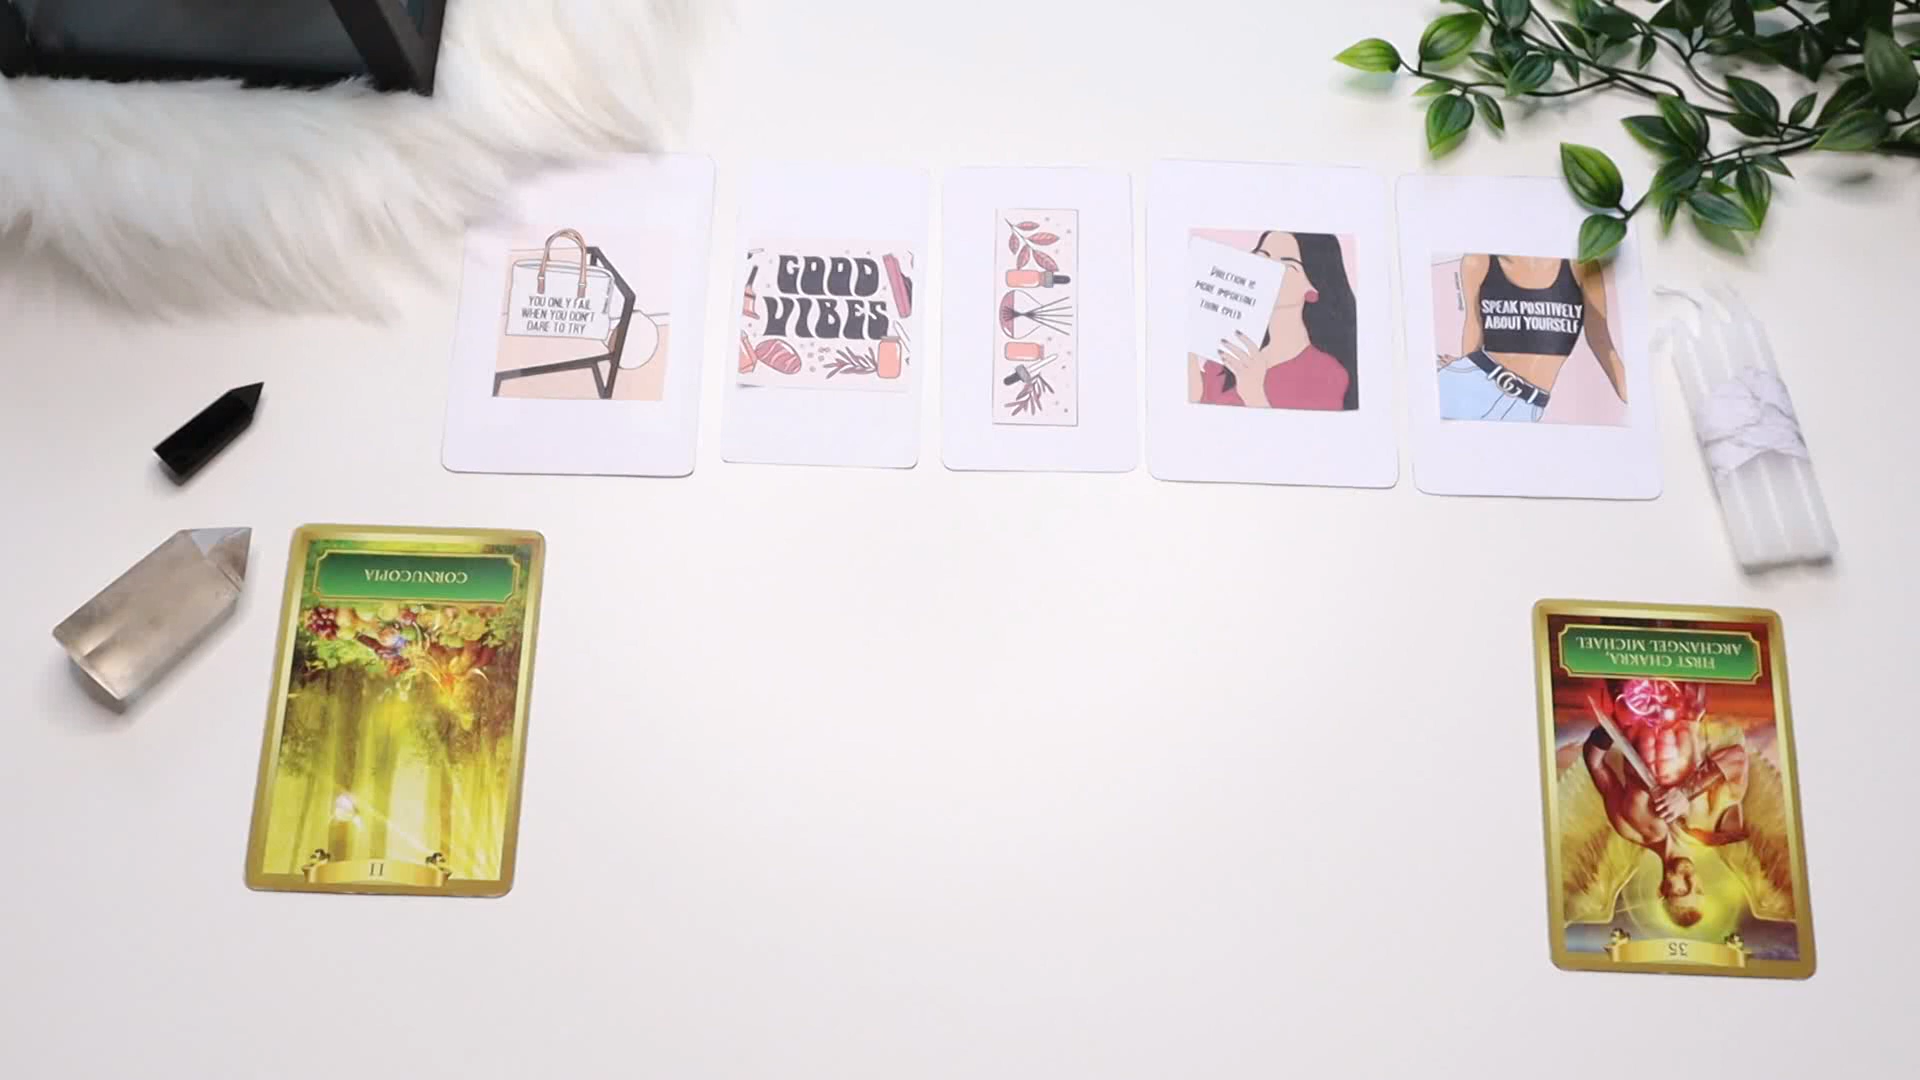 YOU ONLY FAIL
WHEN YOU DON'T
DARE TO TRY
GOOD
VIBES
DIRECTION IS
MORE IMPORTANT
THAN SPEED
SPEAK POSITIVELY
ABOUT YOURSELF
CORNUCOPIA
11
FIRST CHAKRA,
ARCHANGEL MICHAEL
35